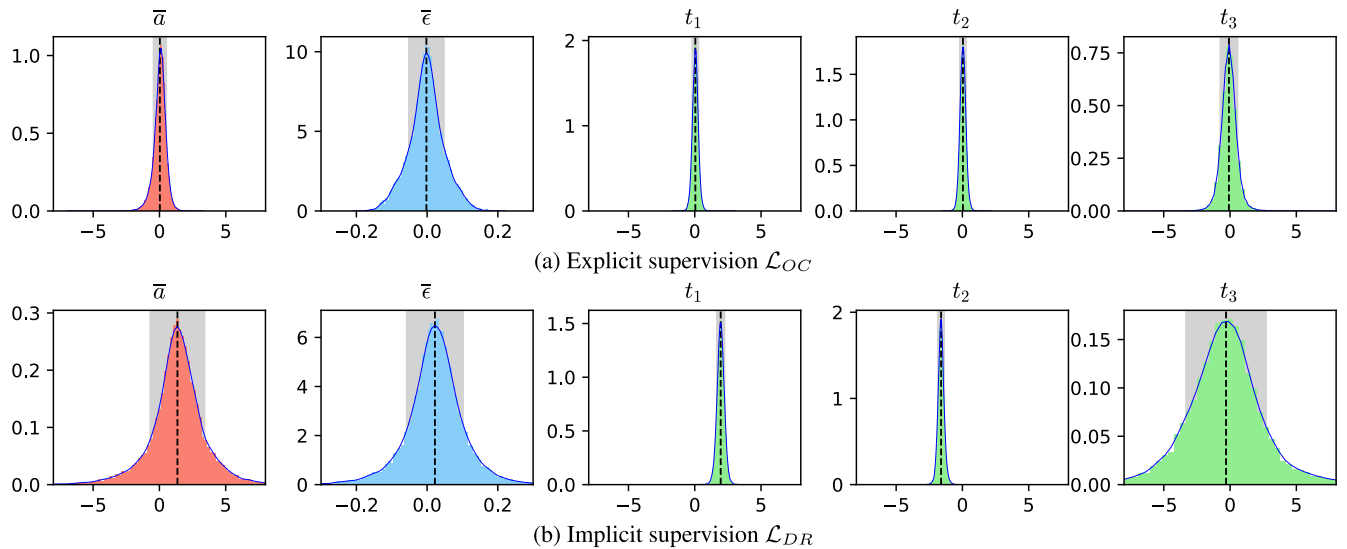 a̅ ϵ̅ t₁ t₂ t₃
1.0 0.5 0.0 −5 0 5
10 5 0 −0.2 0.0 0.2
2 1 0 −5 0 5
1.5 1.0 0.5 0.0 −5 0 5
0.75 0.50 0.25 0.00 −5 0 5
(a) Explicit supervision ℒ_OC
a̅ ϵ̅ t₁ t₂ t₃
0.3 0.2 0.1 0.0 −5 0 5
6 4 2 0 −0.2 0.0 0.2
1.5 1.0 0.5 0.0 −5 0 5
2 1 0 −5 0 5
0.15 0.10 0.05 0.00 −5 0 5
(b) Implicit supervision ℒ_DR